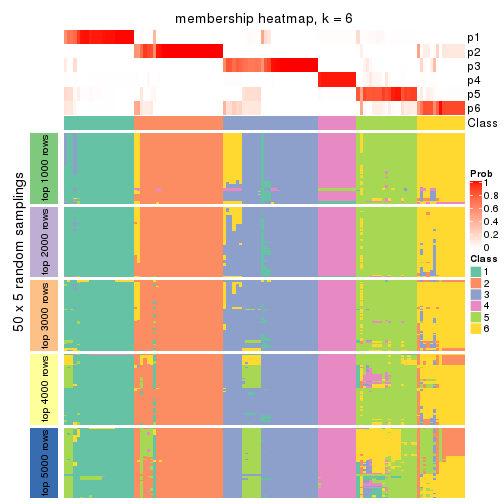 membership heatmap, k = 6
p1
p2
p3
p4
p5
p6
Class
50 x 5 random samplings
top 1000 rows
top 2000 rows
top 3000 rows
top 4000 rows
top 5000 rows
Prob
1
0.8
0.6
0.4
0.2
0
Class
1
2
3
4
5
6